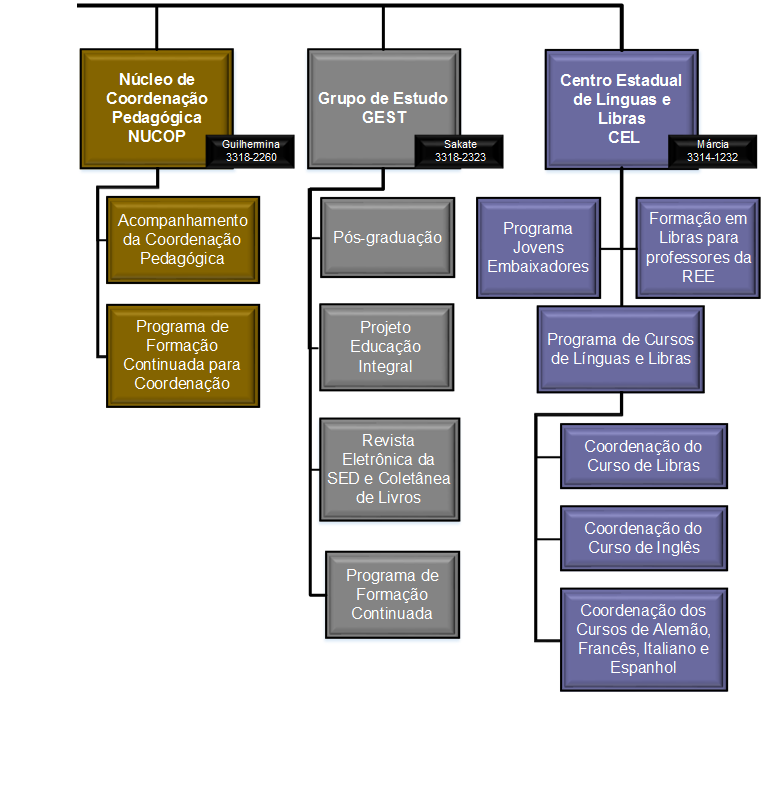 Núcleo de
Coordenação
Pedagógica
NUCOP
Guilhermina
3318-2260
Acompanhamento
da Coordenação
Pedagógica
Programa de
Formação
Continuada para
Coordenação
Grupo de Estudo
GEST
Sakate
3318-2323
Pós-graduação
Projeto
Educação
Integral
Revista
Eletrônica da
SED e Coletânea
de Livros
Programa de
Formação
Continuada
Centro Estadual
de Línguas e
Libras
CEL
Márcia
3314-1232
Programa
Jovens
Embaixadores
Formação em
Libras para
professores da
REE
Programa de Cursos
de Línguas e Libras
Coordenação do
Curso de Libras
Coordenação do
Curso de Inglês
Coordenação dos
Cursos de Alemão,
Francês, Italiano e
Espanhol